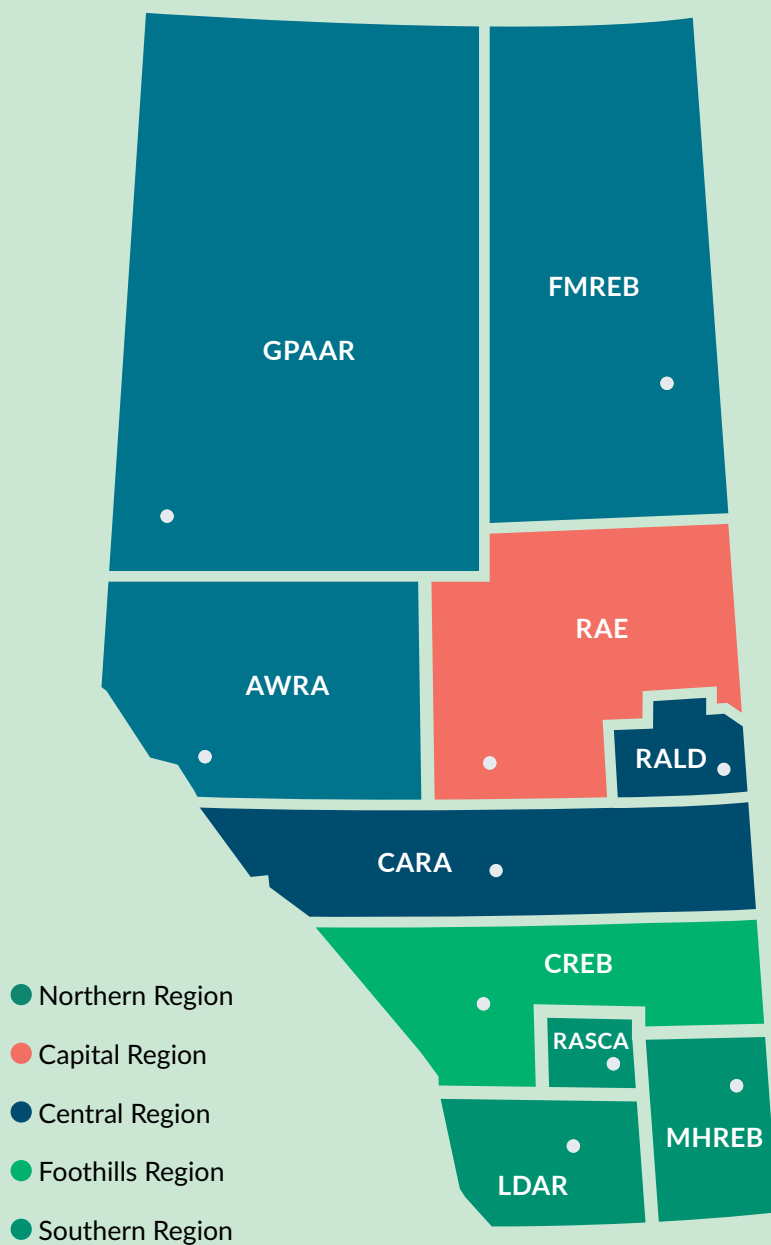 FMREB
GPAAR
RAE
AWRA
RALD
CARA
CREB
RASCA
MHREB
LDAR
Northern Region
Capital Region
Central Region
Foothills Region
Southern Region